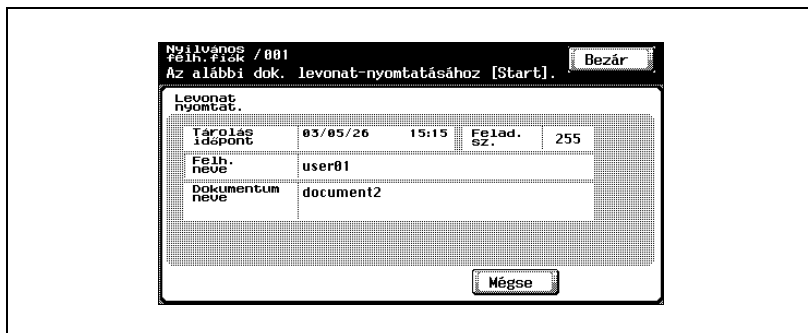 Nyilvános
félh.fiók /001
Bezár
Az alábbi dok. levonat-nyomtatásához [Start].
Levonat
nyomtat.
Tárolás
időpont
03/05/26 15:15
Felad.
sz.
255
Felh.
neve
user01
Dokumentum
neve
document2
Mégse